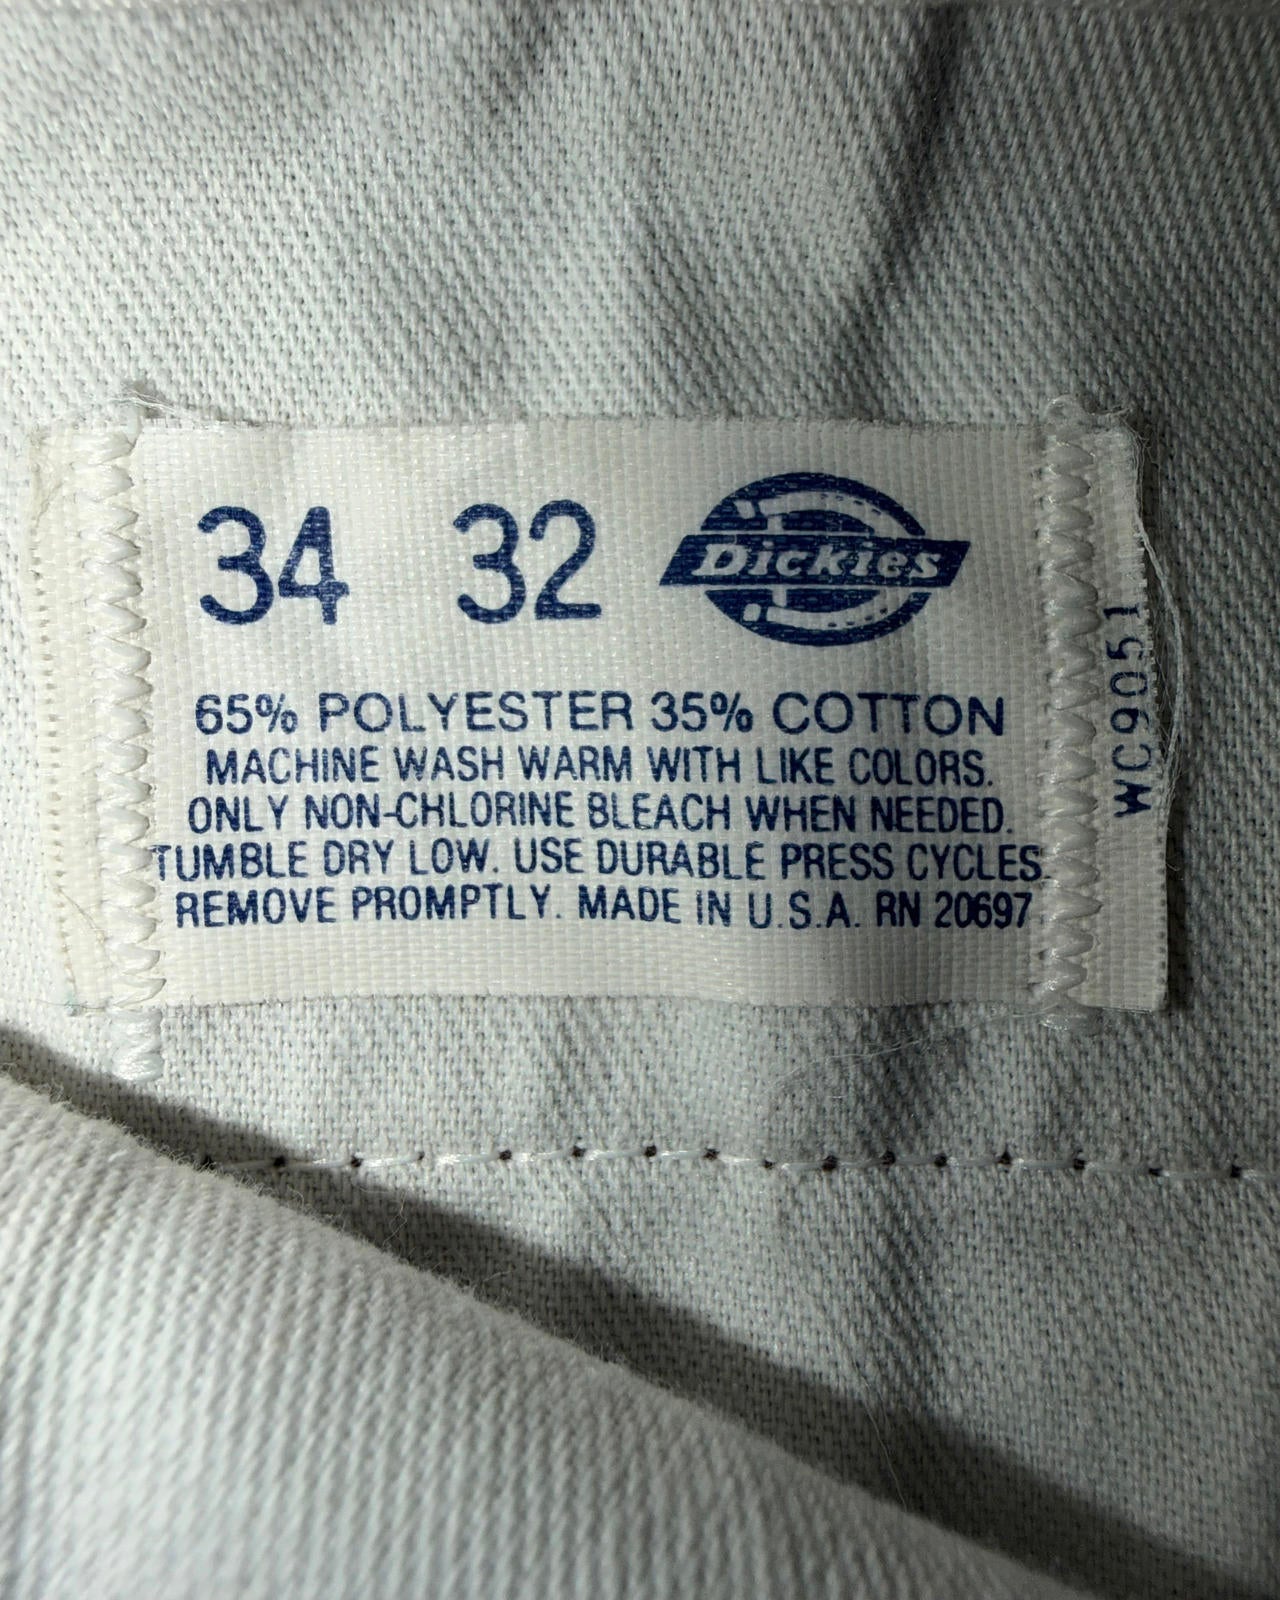 34 32 Dickies
65% POLYESTER 35% COTTON
MACHINE WASH WARM WITH LIKE COLORS.
ONLY NON-CHLORINE BLEACH WHEN NEEDED.
TUMBLE DRY LOW. USE DURABLE PRESS CYCLES.
REMOVE PROMPTLY. MADE IN U.S.A. RN 20697
WC9051